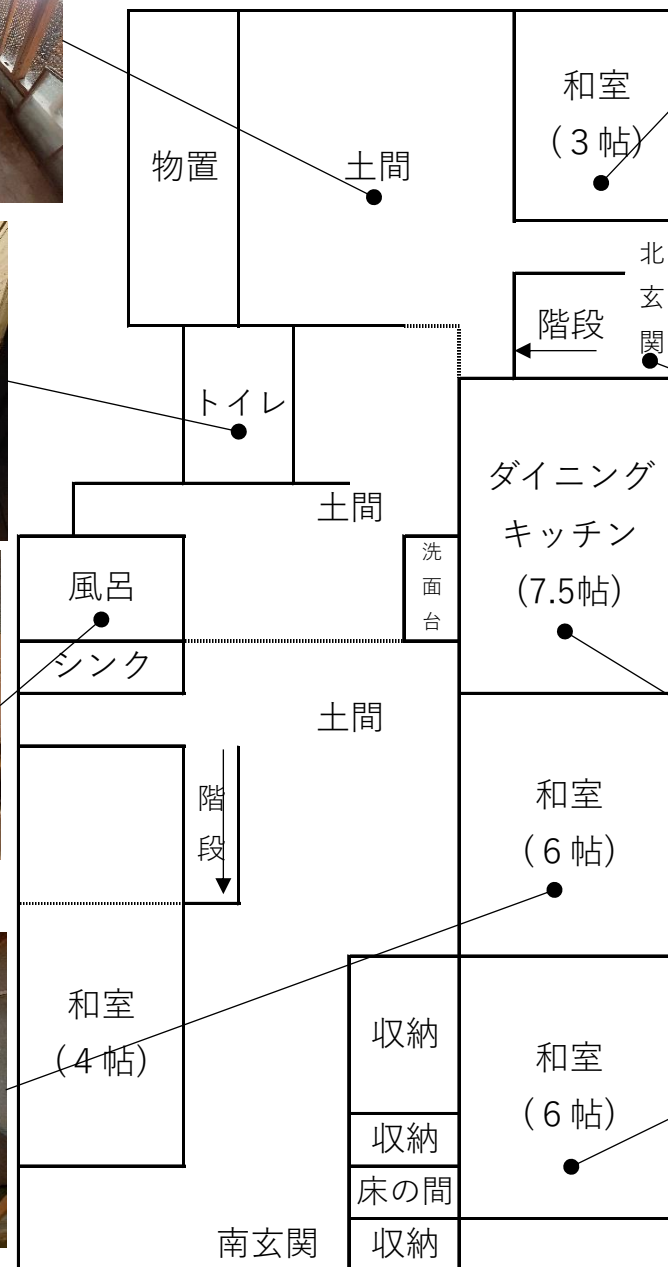 和室
（３帖）
物置
土間
北玄関
階段
トイレ
ダイニング
キッチン
(7.5帖)
土間
洗面台
風呂
シンク
土間
階段
和室
（６帖）
和室
（４帖）
収納
和室
（６帖）
収納
床の間
南玄関
収納